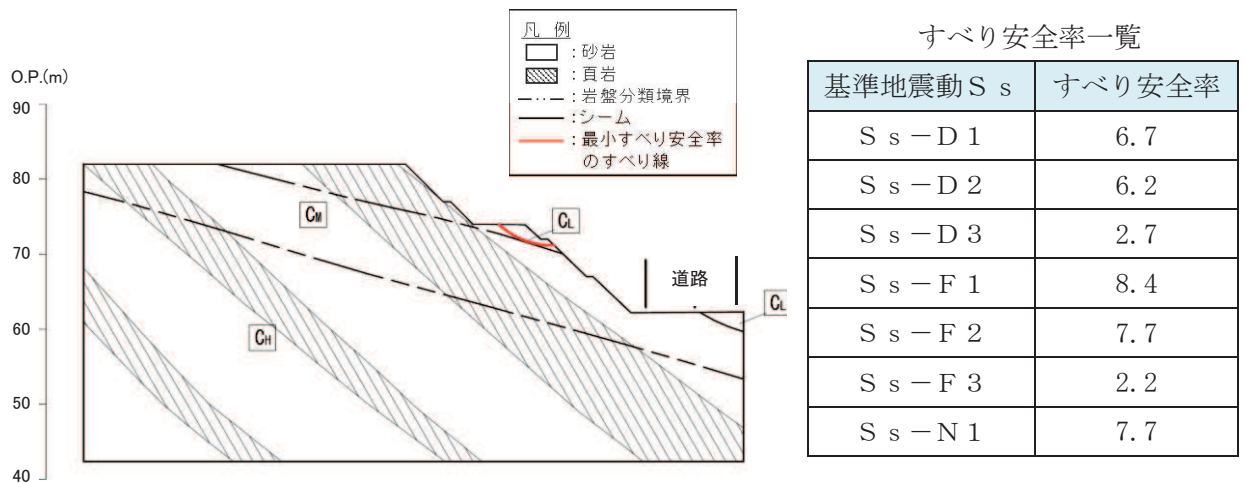 凡 例
：砂岩
：頁岩
：岩盤分類境界
：シーム
：最小すべり安全率
のすべり線
O.P.(m)
90
80
70
60
50
40
CM
CL
道路
CL
CH
すべり安全率一覧
基準地震動Ｓｓ すべり安全率
Ｓｓ－Ｄ１ 6.7
Ｓｓ－Ｄ２ 6.2
Ｓｓ－Ｄ３ 2.7
Ｓｓ－Ｆ１ 8.4
Ｓｓ－Ｆ２ 7.7
Ｓｓ－Ｆ３ 2.2
Ｓｓ－Ｎ１ 7.7